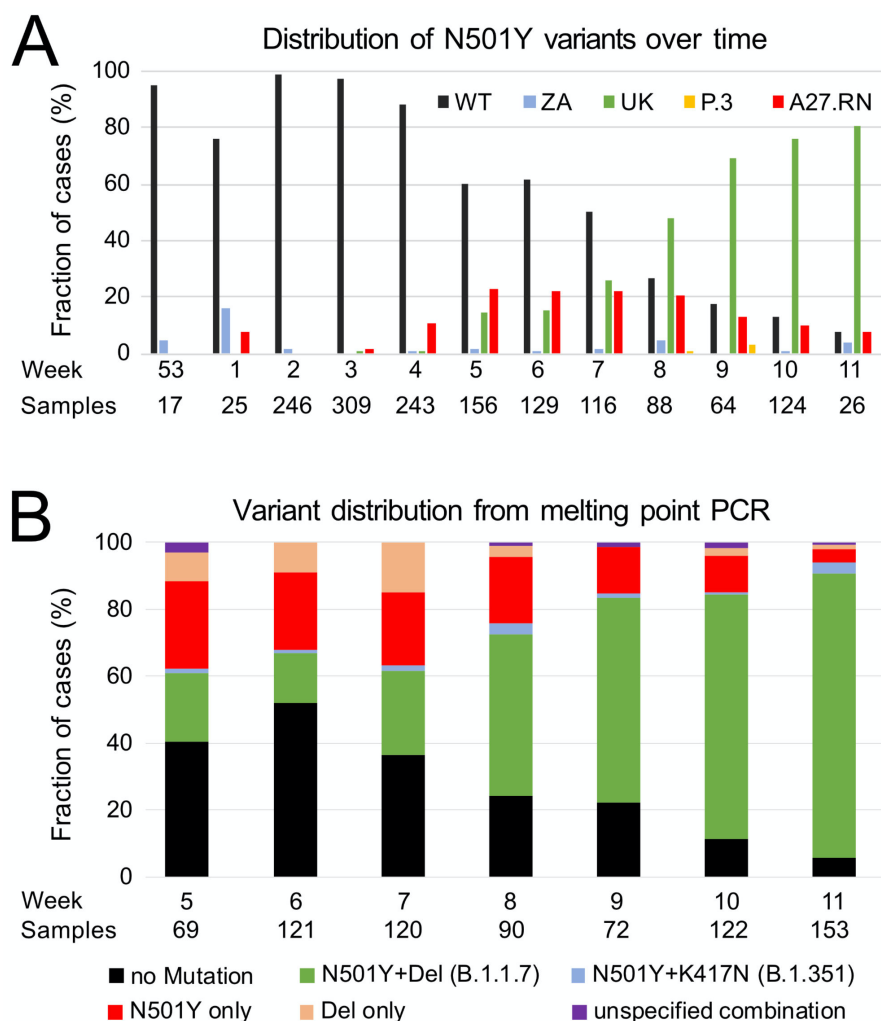 A
Distribution of N501Y variants over time
Fraction of cases (%)
100
80
60
40
20
0
WT ZA UK P.3 A27.RN
Week 53 1 2 3 4 5 6 7 8 9 10 11
Samples 17 25 246 309 243 156 129 116 88 64 124 26
B
Variant distribution from melting point PCR
Fraction of cases (%)
100
80
60
40
20
0
Week 5 6 7 8 9 10 11
Samples 69 121 120 90 72 122 153
no Mutation N501Y+Del (B.1.1.7) N501Y+K417N (B.1.351)
N501Y only Del only unspecified combination